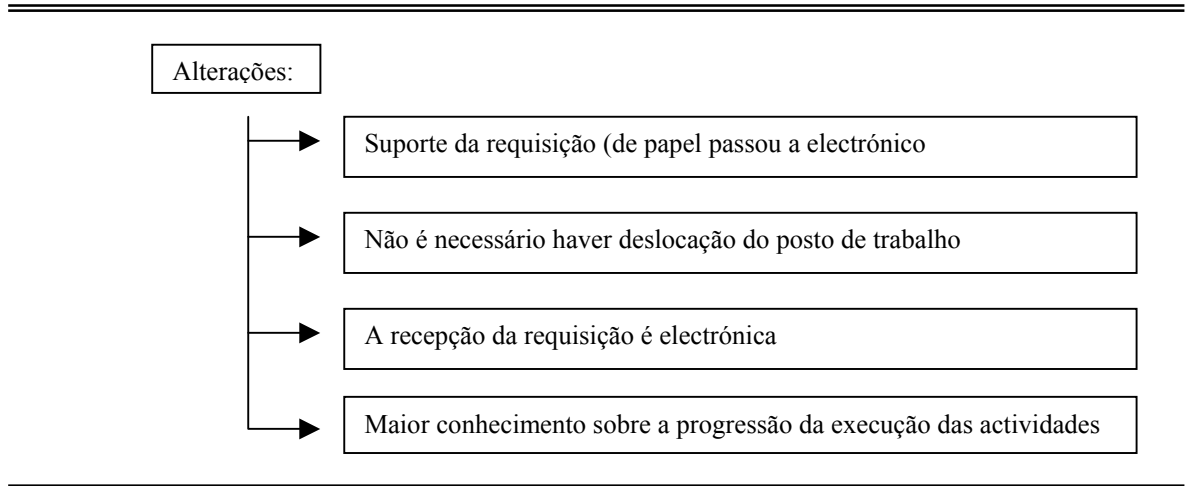 Alterações:
Suporte da requisição (de papel passou a electrónico
Não é necessário haver deslocação do posto de trabalho
A recepção da requisição é electrónica
Maior conhecimento sobre a progressão da execução das actividades